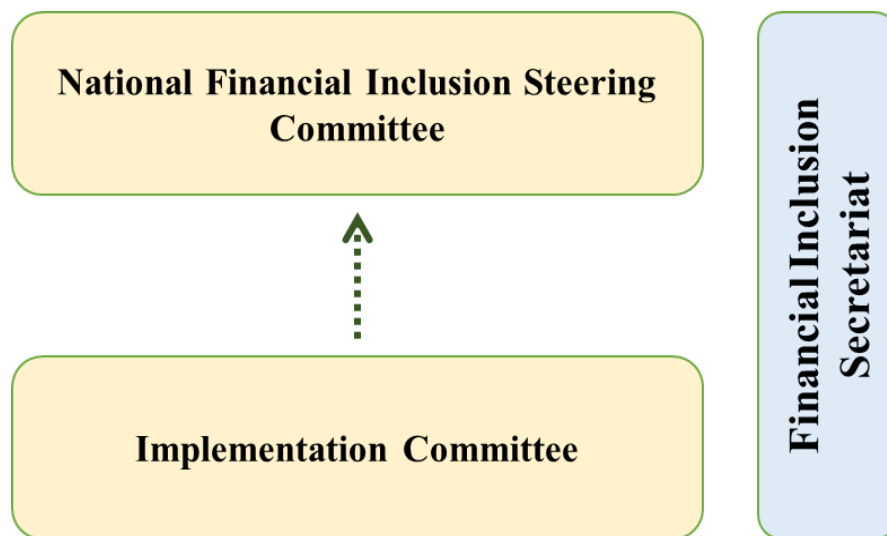 National Financial Inclusion Steering
Committee
Implementation Committee
Financial Inclusion
Secretariat